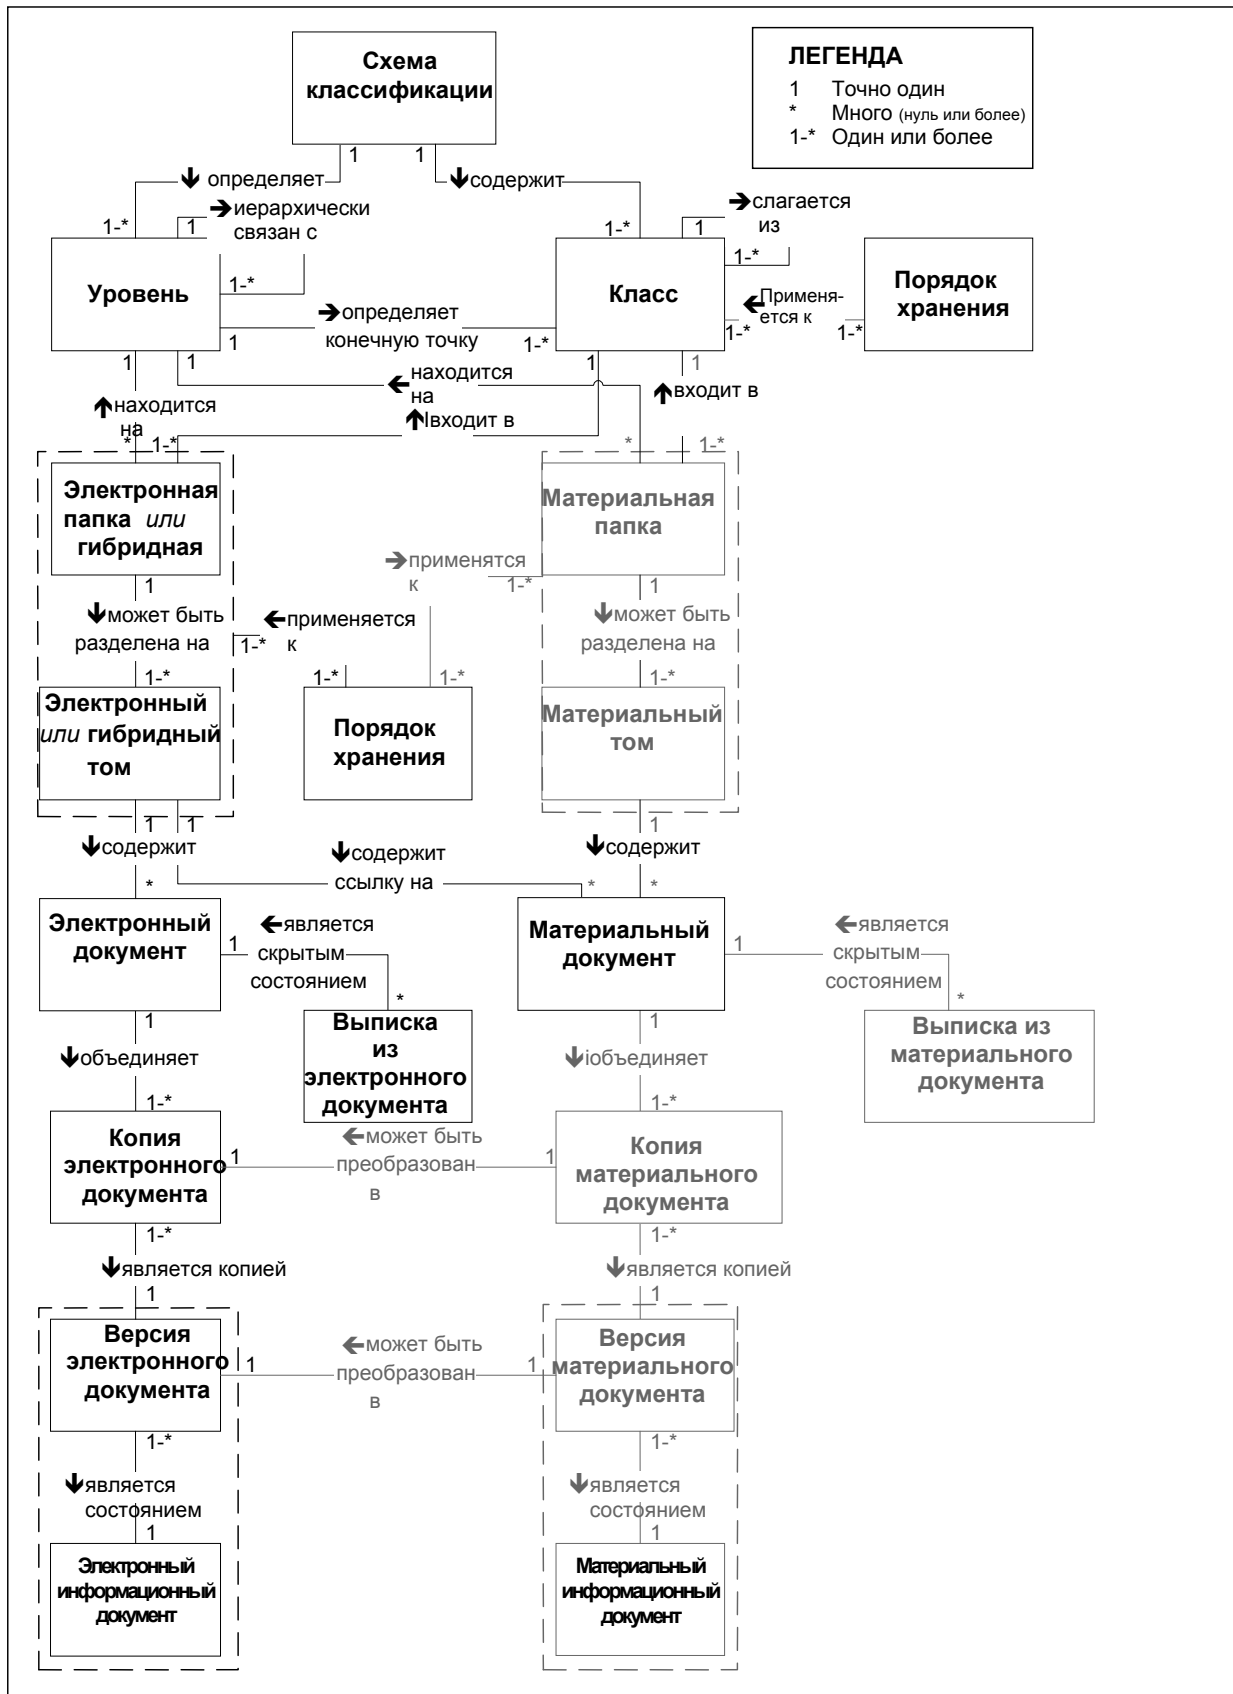 Схема
классификации
ЛЕГЕНДА
1 Точно один
* Много (нуль или более)
1-* Один или более
1
1
определяет
содержит
1-*
1
иерархически
связан с
1-*
1
слагается
из
1-*
Уровень
1-*
Класс
Порядок
хранения
Применя-
ется к
1-*
1-*
определяет
конечную точку
1
1-*
1
1
1
1
находится
на
входит в
находится
на
Iвходит в
*
1-*
*
1-*
Электронная
папка или
гибридная
Материальная
папка
применятся
к
1-*
1
может быть
разделена на
применяется
к
1-*
1
может быть
разделена на
1-*
1-*
1-*
1-*
Электронный
или гибридный
том
Порядок
хранения
Материальный
том
1
1
1
содержит
содержит
ссылку на
содержит
*
*
*
Электронный
документ
является
скрытым
состоянием
1
*
Материальный
документ
является
скрытым
состоянием
1
*
1
Выписка
из
электронного
документа
1
Выписка из
материального
документа
объединяет
іобъединяет
1-*
1-*
Копия
электронного
документа
1
может быть
преобразован
в
1
Копия
материального
документа
1-*
1-*
является копией
является копией
1
1
Версия
электронного
документа
1
может быть
преобразован
в
1
Версия
материального
документа
1-*
1-*
является
состоянием
является
состоянием
1
1
Электронный
информационный
документ
Материальный
информационный
документ